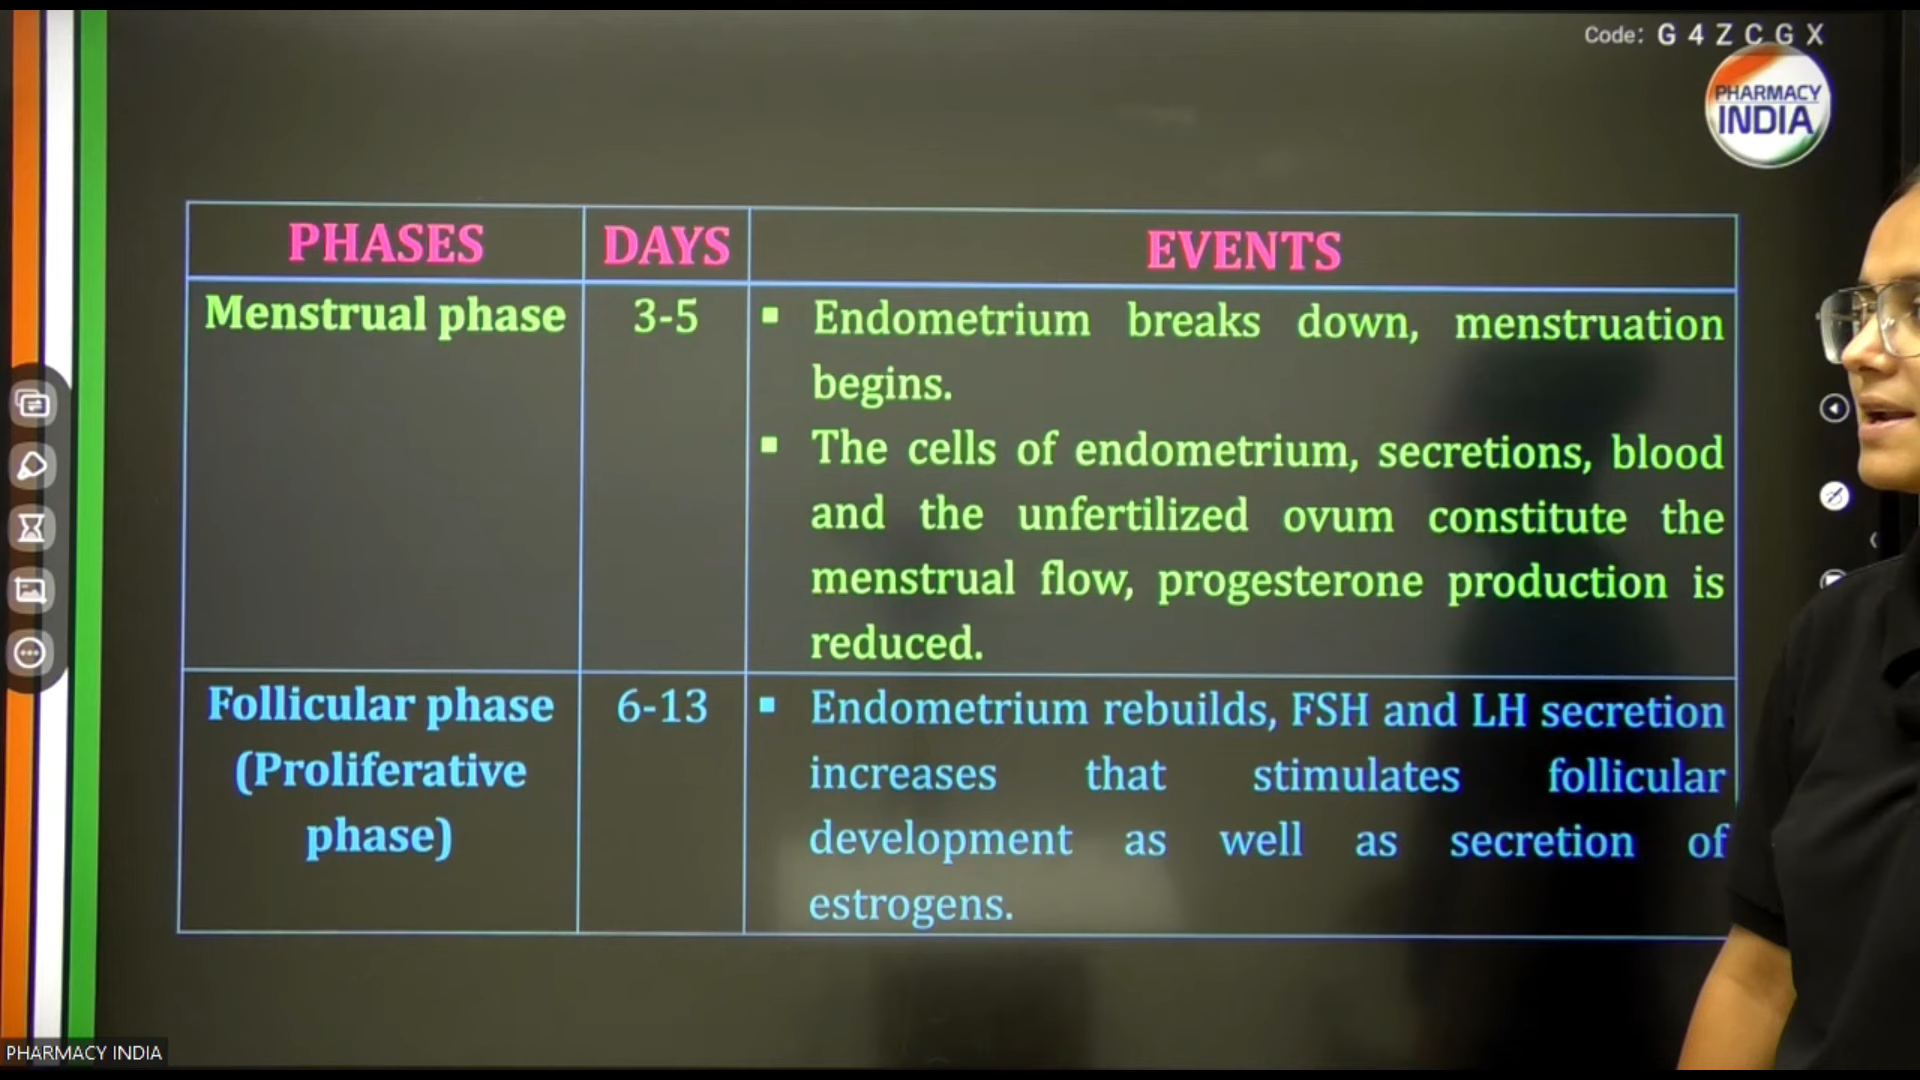 Code: G 4 Z C G X
PHARMACY
INDIA
PHASES DAYS EVENTS
Menstrual phase 3-5 ▪ Endometrium breaks down, menstruation
begins.
▪ The cells of endometrium, secretions, blood
and the unfertilized ovum constitute the
menstrual flow, progesterone production is
reduced.
Follicular phase 6-13 ▪ Endometrium rebuilds, FSH and LH secretion
(Proliferative increases that stimulates follicular
phase) development as well as secretion of
estrogens.
PHARMACY INDIA